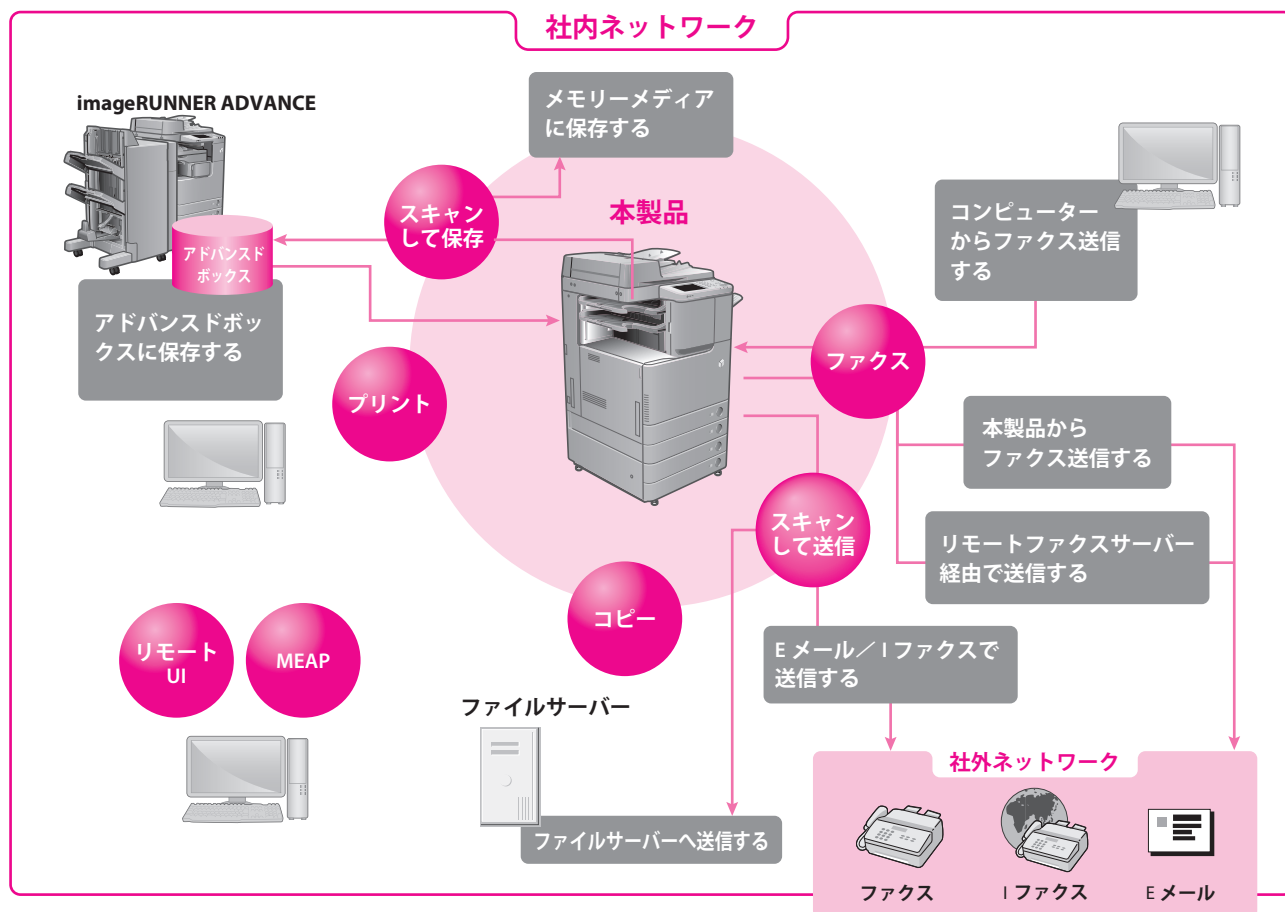 社内ネットワーク
imageRUNNER ADVANCE
アドバンスド
ボックス
アドバンスドボッ
クスに保存する
メモリーメディア
に保存する
スキャン
して保存
本製品
コンピューター
からファクス送信
する
ファクス
プリント
本製品から
ファクス送信する
スキャン
して送信
リモートファクスサーバー
経由で送信する
コピー
リモート
UI
MEAP
E メール／I ファクスで
送信する
ファイルサーバー
ファイルサーバーへ送信する
社外ネットワーク
ファクス
I ファクス
E メール